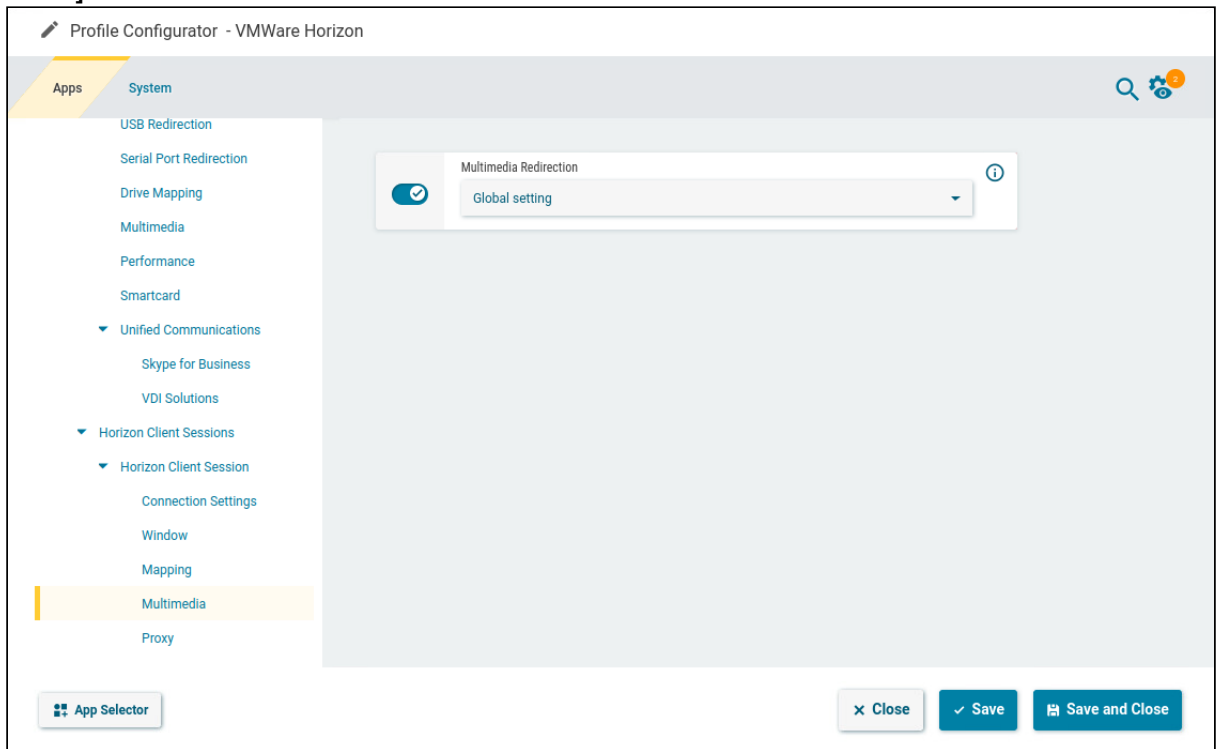 Profile Configurator - VMWare Horizon
Apps
System
2
USB Redirection
Serial Port Redirection
Drive Mapping
Multimedia
Performance
Smartcard
Unified Communications
Skype for Business
VDI Solutions
Horizon Client Sessions
Horizon Client Session
Connection Settings
Window
Mapping
Multimedia
Proxy
Multimedia Redirection
Global setting
App Selector
Close
Save
Save and Close